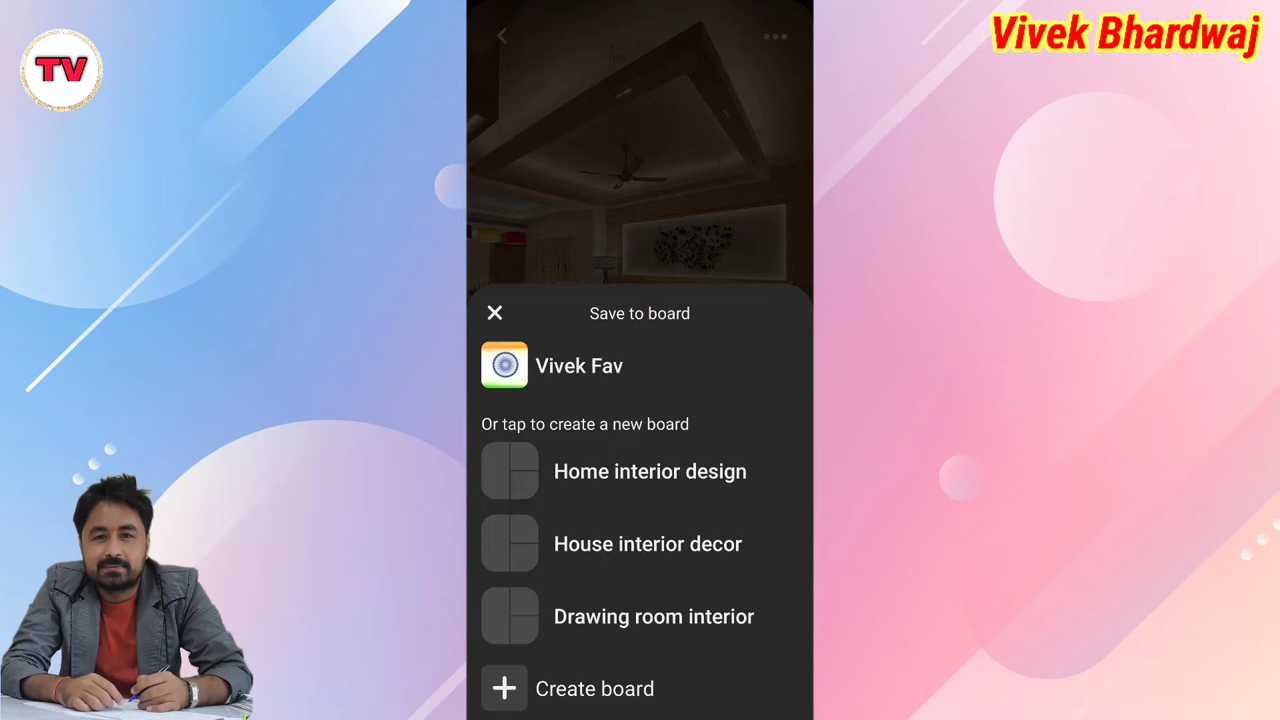 TV
Vivek Bhardwaj
Save to board
Vivek Fav
Or tap to create a new board
Home interior design
House interior decor
Drawing room interior
Create board